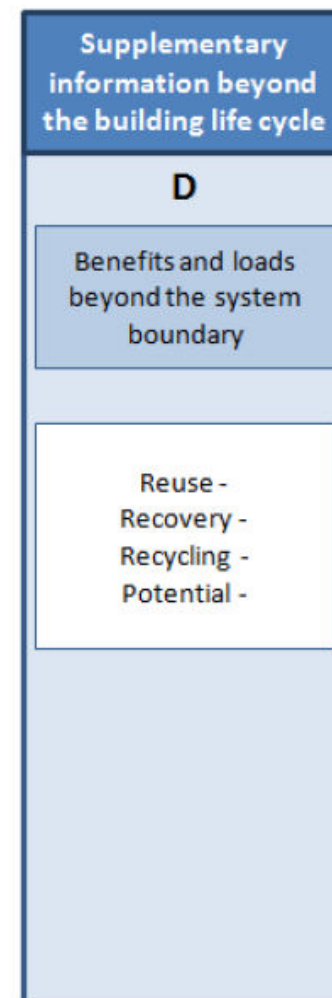 Supplementary
information beyond
the building life cycle
D
Benefits and loads
beyond the system
boundary
Reuse -
Recovery -
Recycling -
Potential -